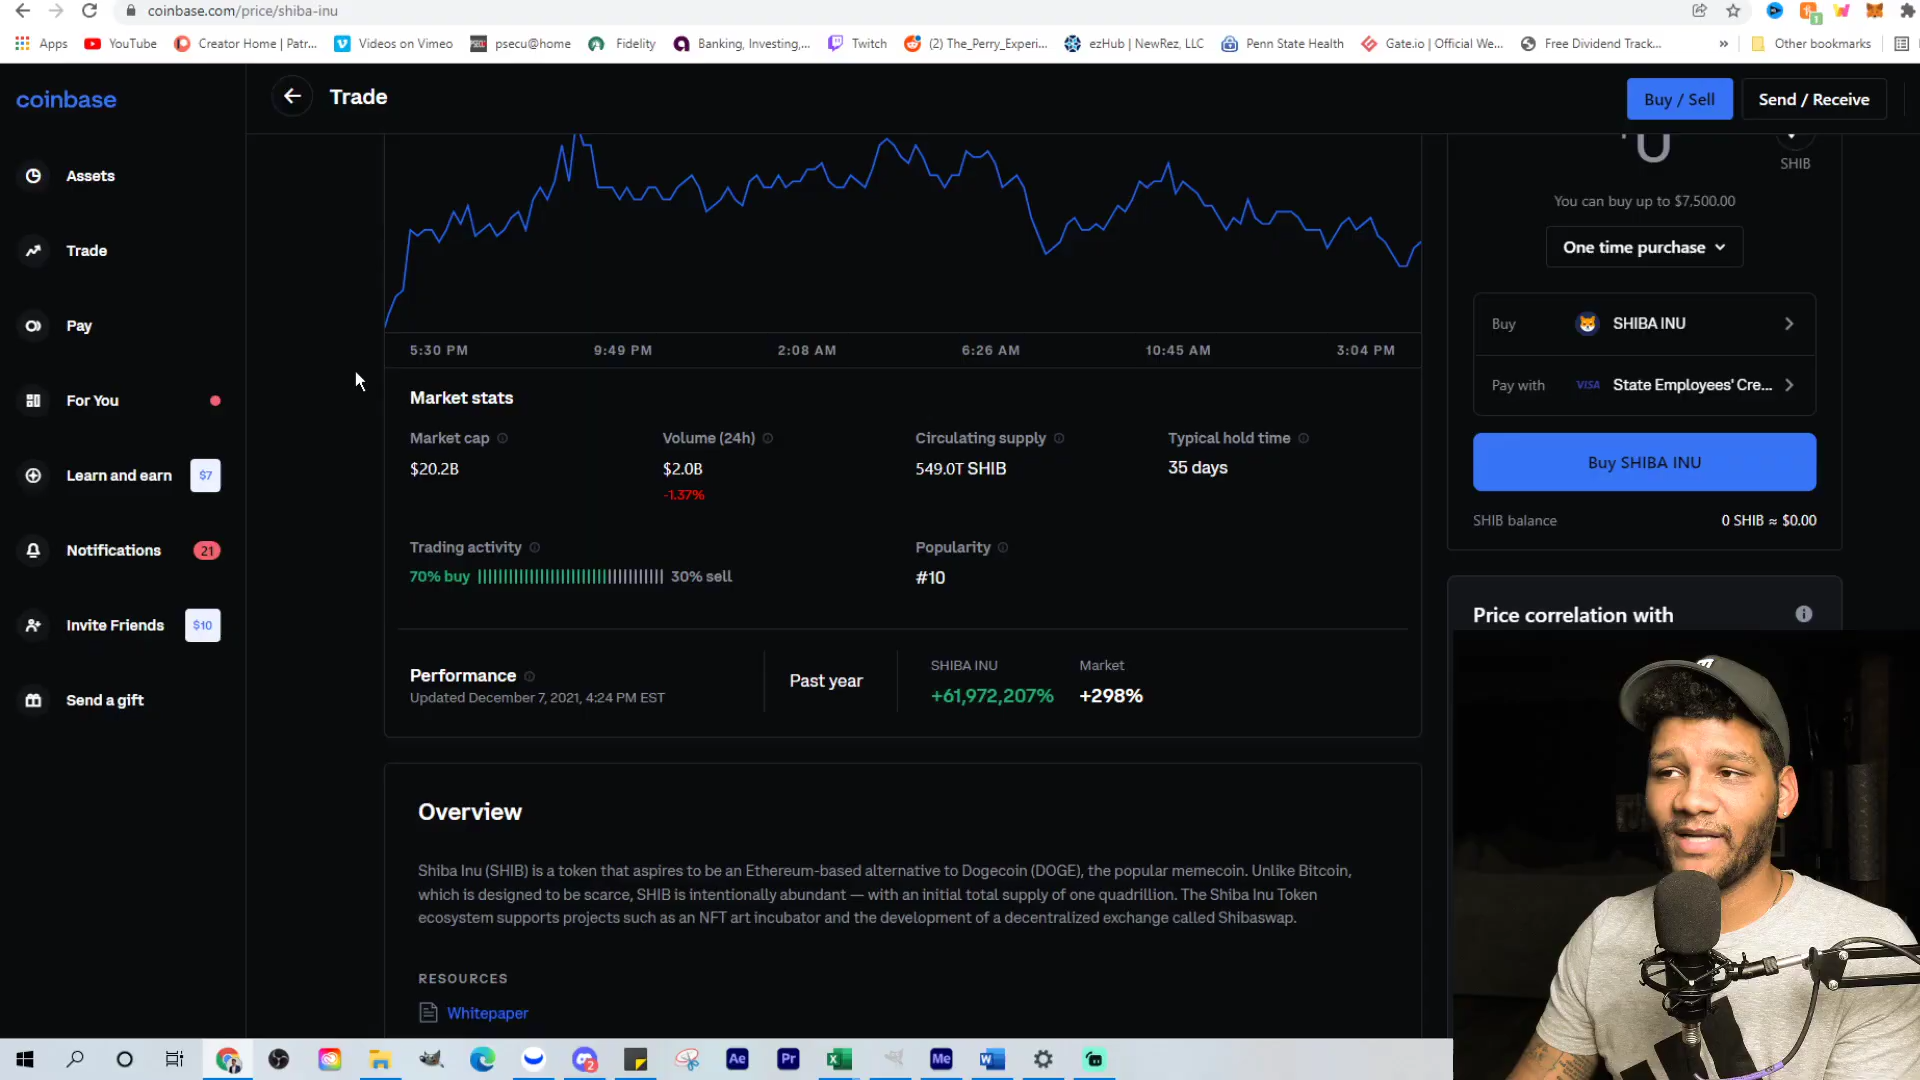 coinbase.com/price/shiba-inu
Apps
YouTube
Creator Home | Patr...
Videos on Vimeo
psecu@home
Fidelity
Banking, Investing,...
Twitch
(2) The_Perry_Experi...
ezHub | NewRez, LLC
Penn State Health
Gate.io | Official We...
Free Dividend Track...
»
Other bookmarks
coinbase
Trade
Buy / Sell
Send / Receive
Assets
Trade
Pay
For You
Learn and earn $7
Notifications 21
Invite Friends $10
Send a gift
5:30 PM 9:49 PM 2:08 AM 6:26 AM 10:45 AM 3:04 PM
Market stats
Market cap
$20.2B
Volume (24h)
$2.0B
-1.37%
Circulating supply
549.0T SHIB
Typical hold time
35 days
Trading activity
70% buy 30% sell
Popularity
#10
Performance
Updated December 7, 2021, 4:24 PM EST
Past year
SHIBA INU
+61,972,207%
Market
+298%
Overview
Shiba Inu (SHIB) is a token that aspires to be an Ethereum-based alternative to Dogecoin (DOGE), the popular memecoin. Unlike Bitcoin,
which is designed to be scarce, SHIB is intentionally abundant — with an initial total supply of one quadrillion. The Shiba Inu Token
ecosystem supports projects such as an NFT art incubator and the development of a decentralized exchange called Shibaswap.
RESOURCES
Whitepaper
SHIB
You can buy up to $7,500.00
One time purchase
Buy SHIBA INU
Pay with VISA State Employees' Cre...
Buy SHIBA INU
SHIB balance 0 SHIB ≈ $0.00
Price correlation with
Ae
Pr
Me
2